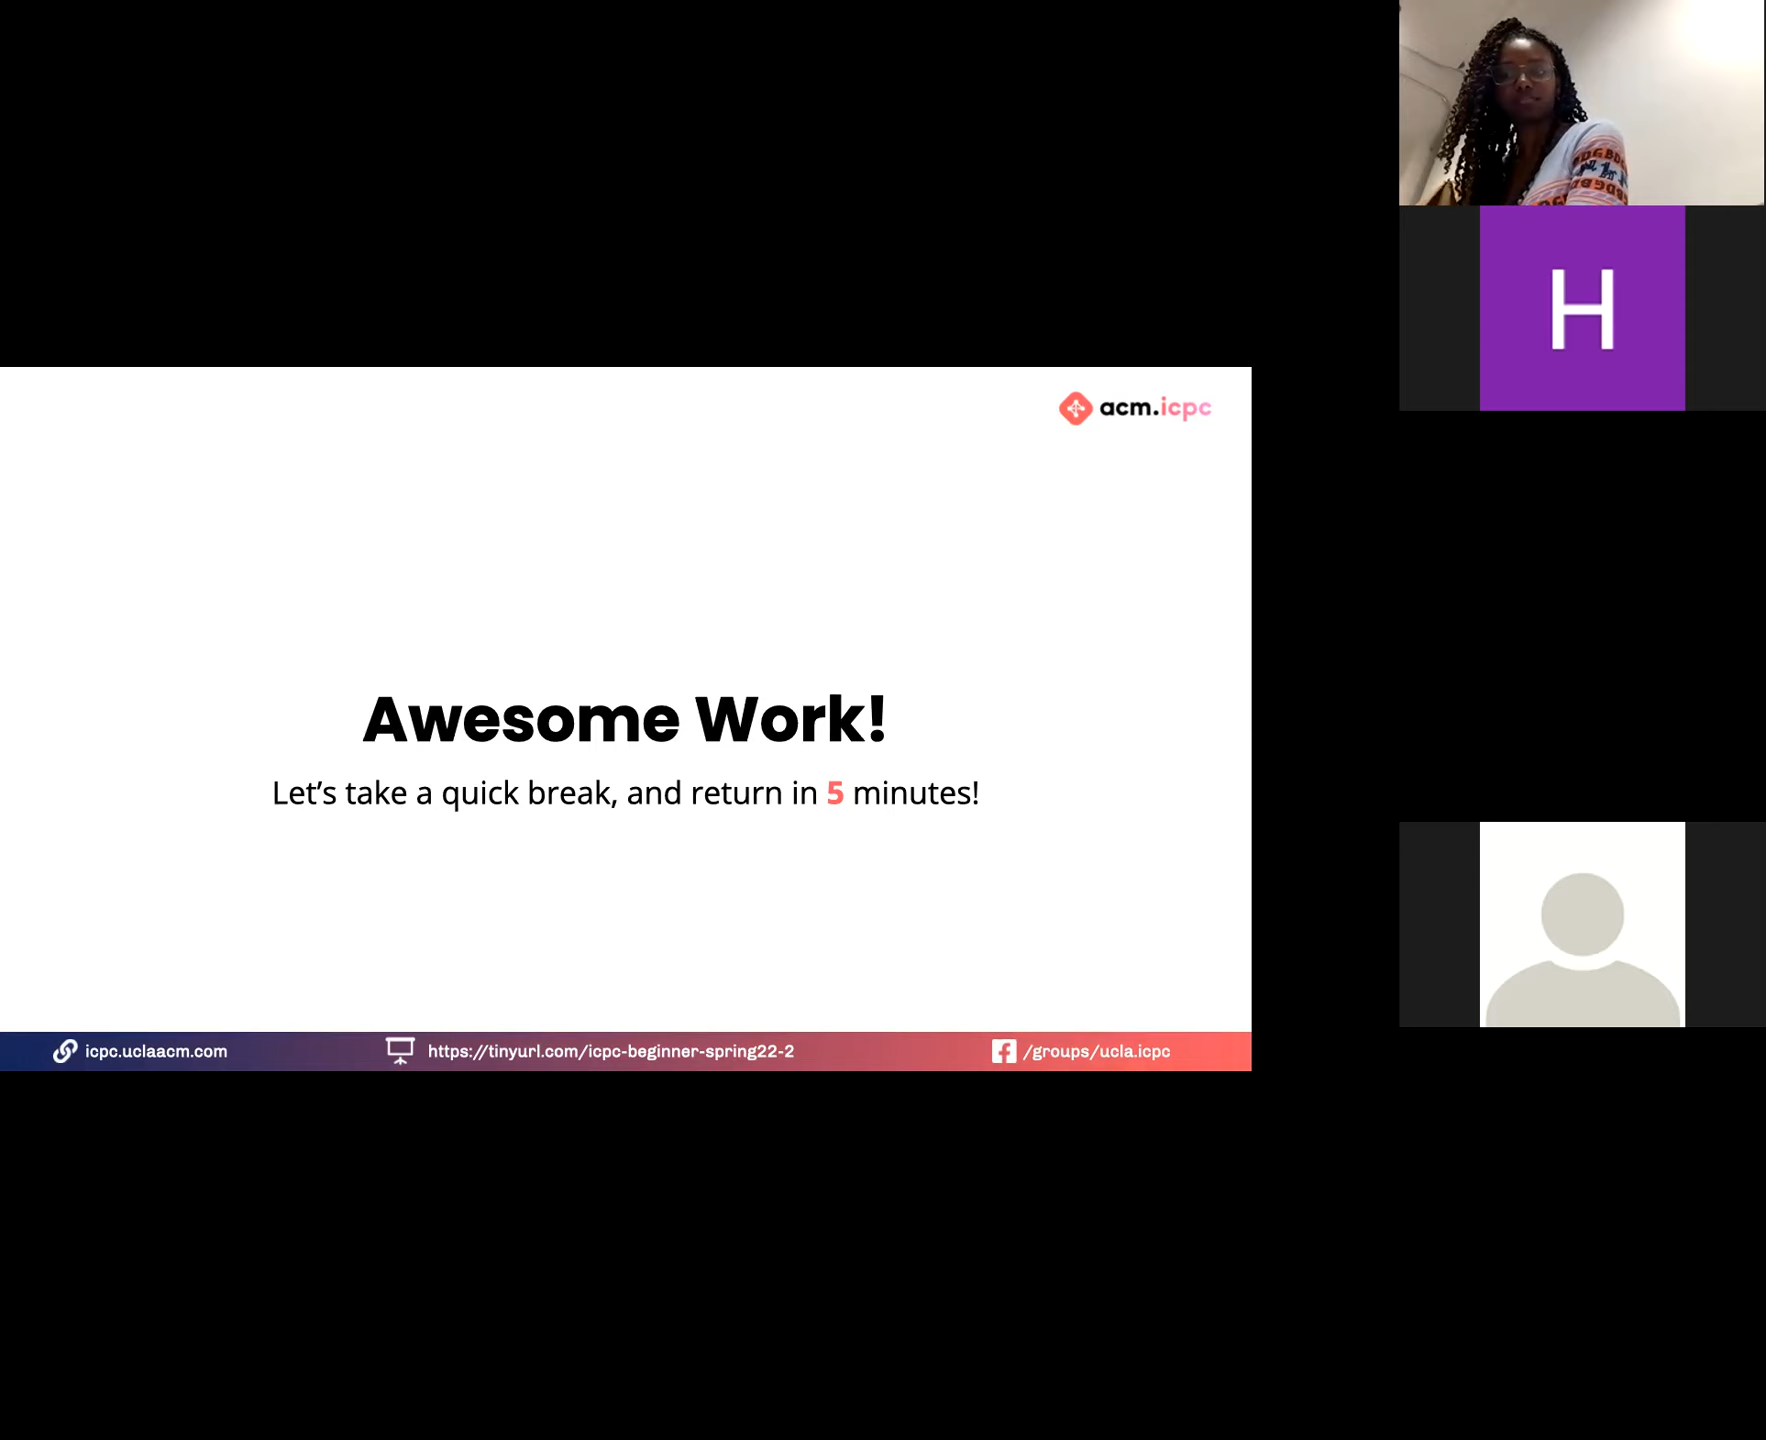 H
acm.icpc
Awesome Work!
Let’s take a quick break, and return in 5 minutes!
icpc.uclaacm.com
https://tinyurl.com/icpc-beginner-spring22-2
/groups/ucla.icpc